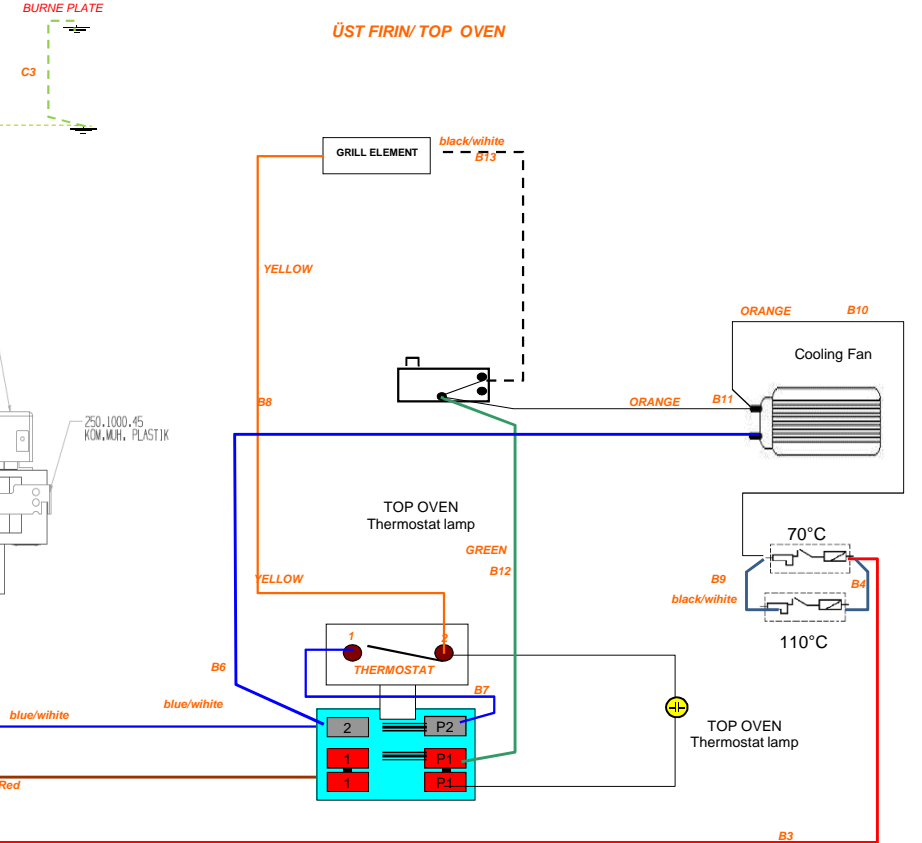 BURNE PLATE
ÜST FIRIN/ TOP OVEN
C3
GRILL ELEMENT
black/wihite
B13
YELLOW
ORANGE
B10
Cooling Fan
B8
ORANGE
B11
250.1000.45
KOM.MUH. PLASTIK
TOP OVEN
Thermostat lamp
GREEN
B12
70°C
YELLOW
B9
B4
black/wihite
110°C
1
2
THERMOSTAT
B6
B7
blue/wihite
blue/wihite
2
P2
TOP OVEN
Thermostat lamp
1
P1
1
P1
Red
B3